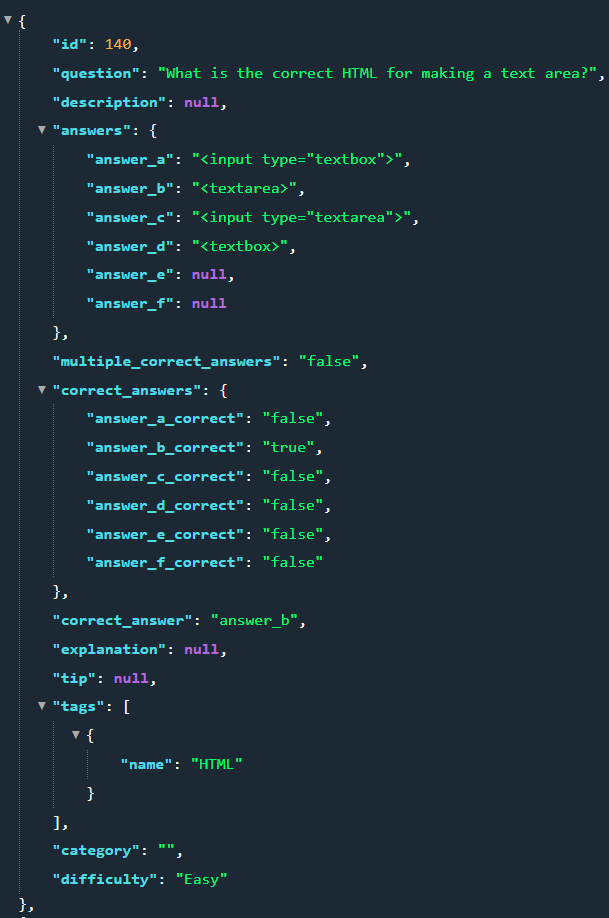 {
"id": 140,
"question": "What is the correct HTML for making a text area?",
"description": null,
"answers": {
"answer_a": "<input type="textbox">",
"answer_b": "<textarea>",
"answer_c": "<input type="textarea">",
"answer_d": "<textbox>",
"answer_e": null,
"answer_f": null
},
"multiple_correct_answers": "false",
"correct_answers": {
"answer_a_correct": "false",
"answer_b_correct": "true",
"answer_c_correct": "false",
"answer_d_correct": "false",
"answer_e_correct": "false",
"answer_f_correct": "false"
},
"correct_answer": "answer_b",
"explanation": null,
"tip": null,
"tags": [
{
"name": "HTML"
}
],
"category": "",
"difficulty": "Easy"
},